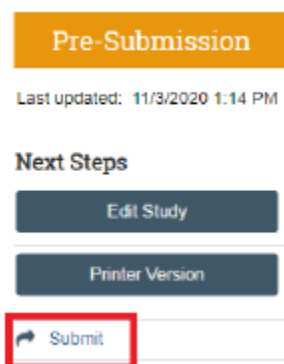 Pre-Submission
Last updated: 11/3/2020 1:14 PM
Next Steps
Edit Study
Printer Version
Submit